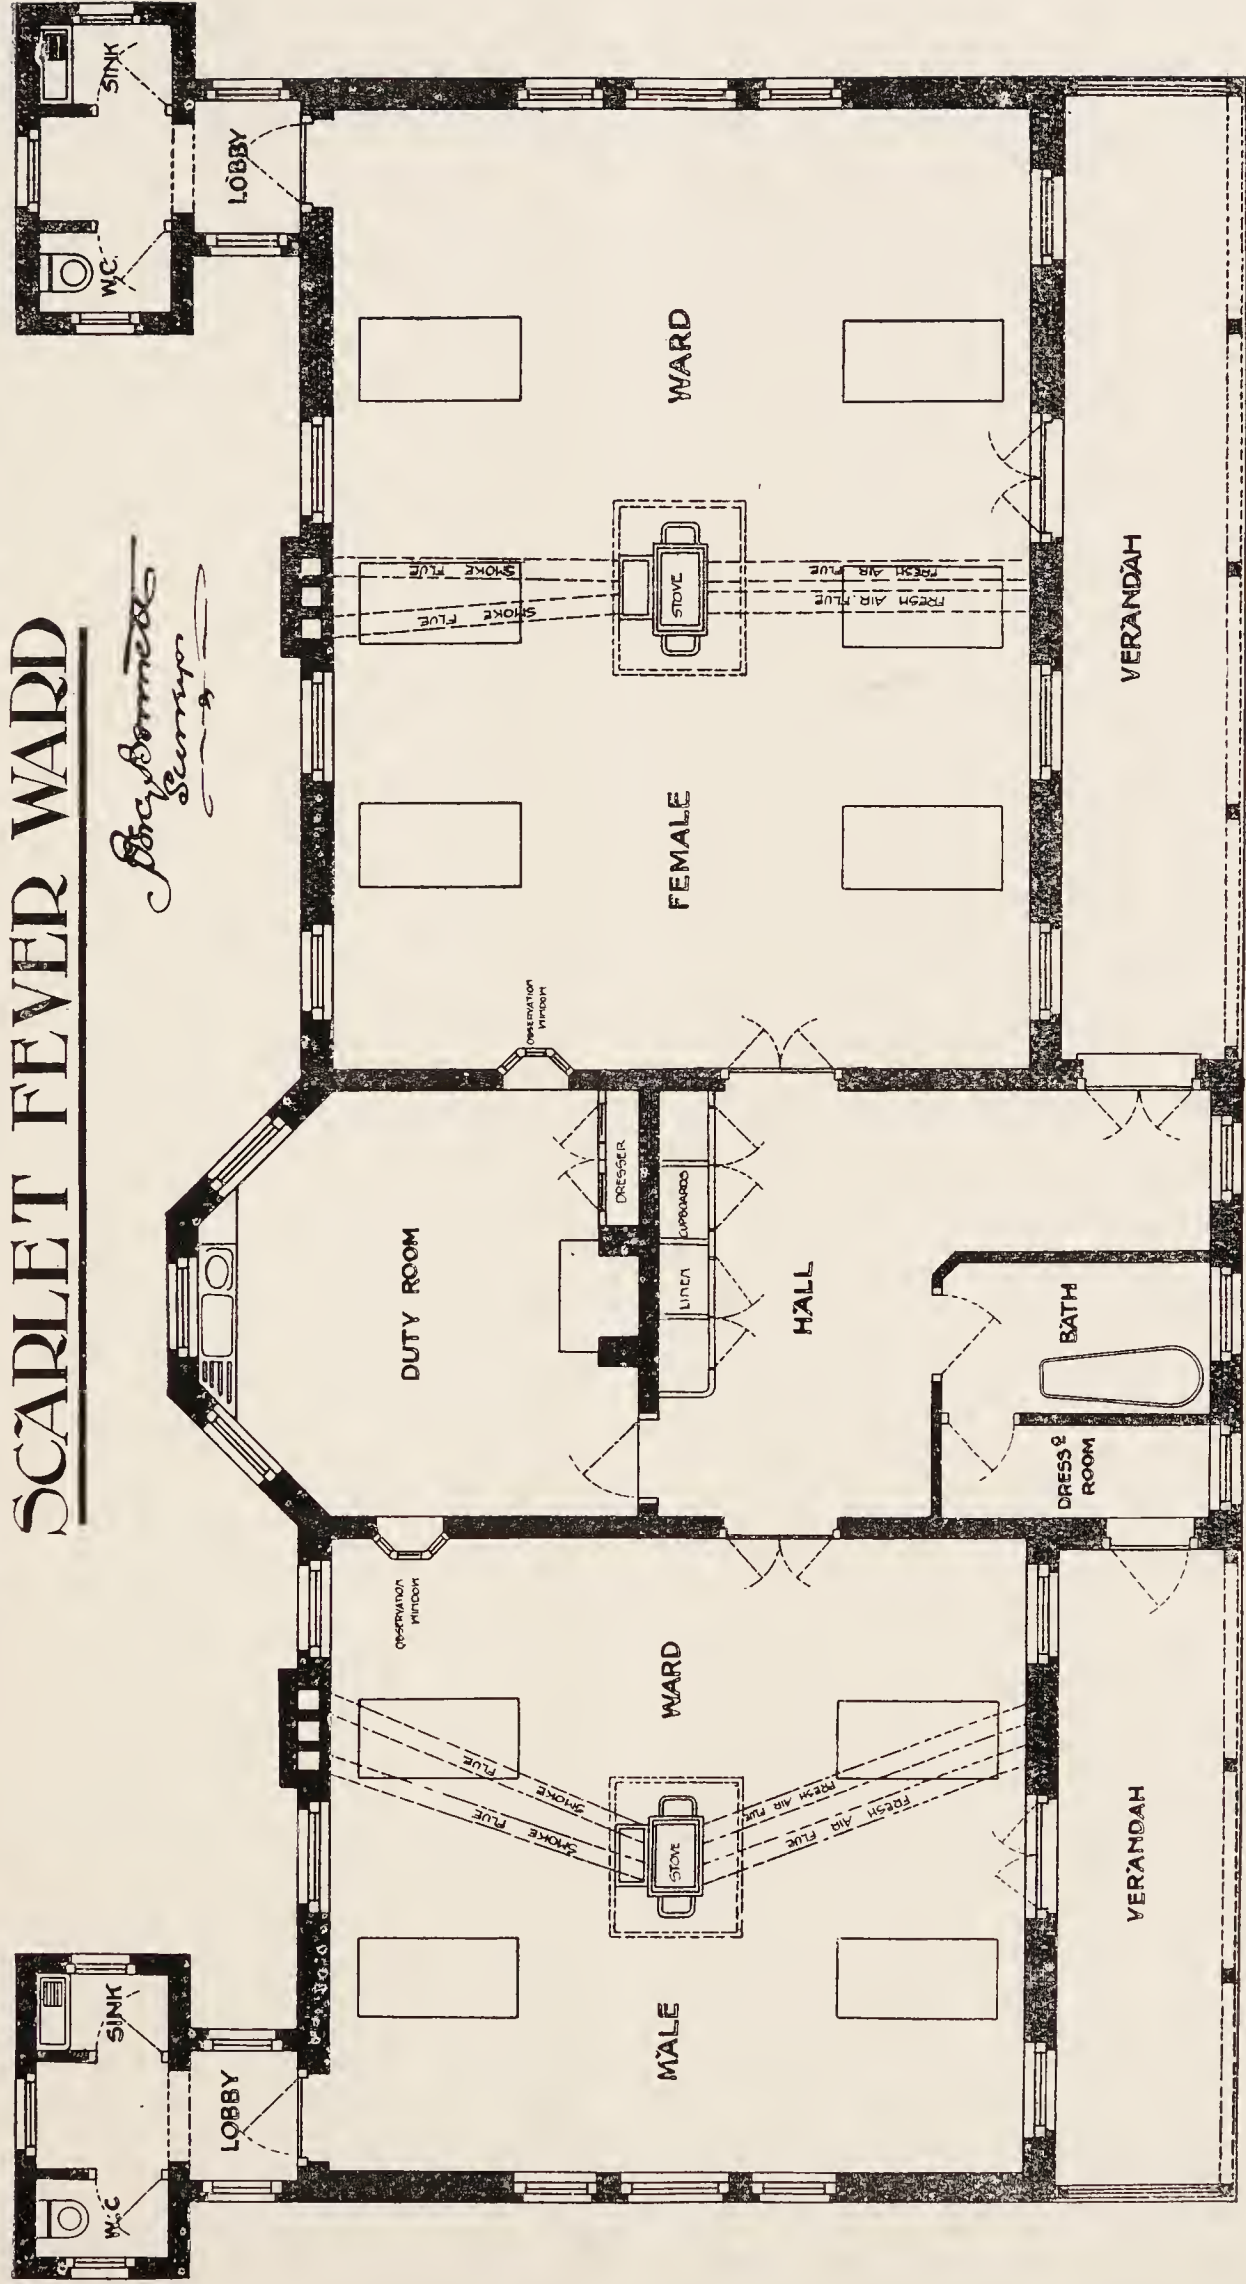 SCARLET FEVER WARD
W.C
SINK
W.C.
SINK
LOBBY
LOBBY
OBSERVATION
WINDOW
DUTY ROOM
OBSERVATION
WINDOW
SMOKE FLUE
SMOKE FLUE
SMOKE FLUE
SMOKE FLUE
DRESSER
MALE
WARD
STOVE
LINEN
CUPBOARDS
FEMALE
WARD
STOVE
HALL
FRESH AIR FLUE
FRESH AIR FLUE
FRESH AIR FLUE
FRESH AIR FLUE
DRESSG
ROOM
BATH
VERANDAH
VERANDAH